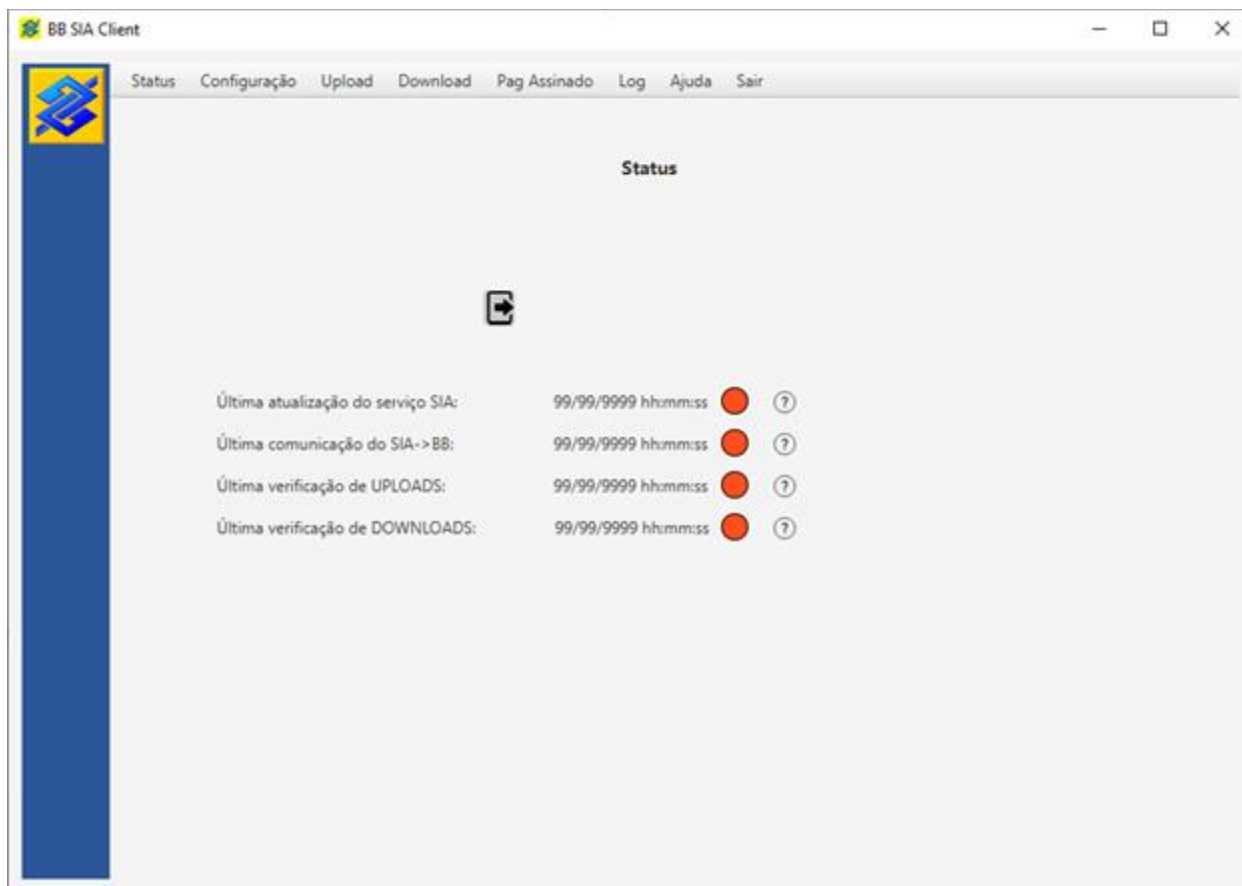 BB SIA Client
Status Configuração Upload Download Pag Assinado Log Ajuda Sair
Status
Última atualização do serviço SIA: 99/99/9999 hh:mm:ss ?
Última comunicação do SIA->BB: 99/99/9999 hh:mm:ss ?
Última verificação de UPLOADS: 99/99/9999 hh:mm:ss ?
Última verificação de DOWNLOADS: 99/99/9999 hh:mm:ss ?